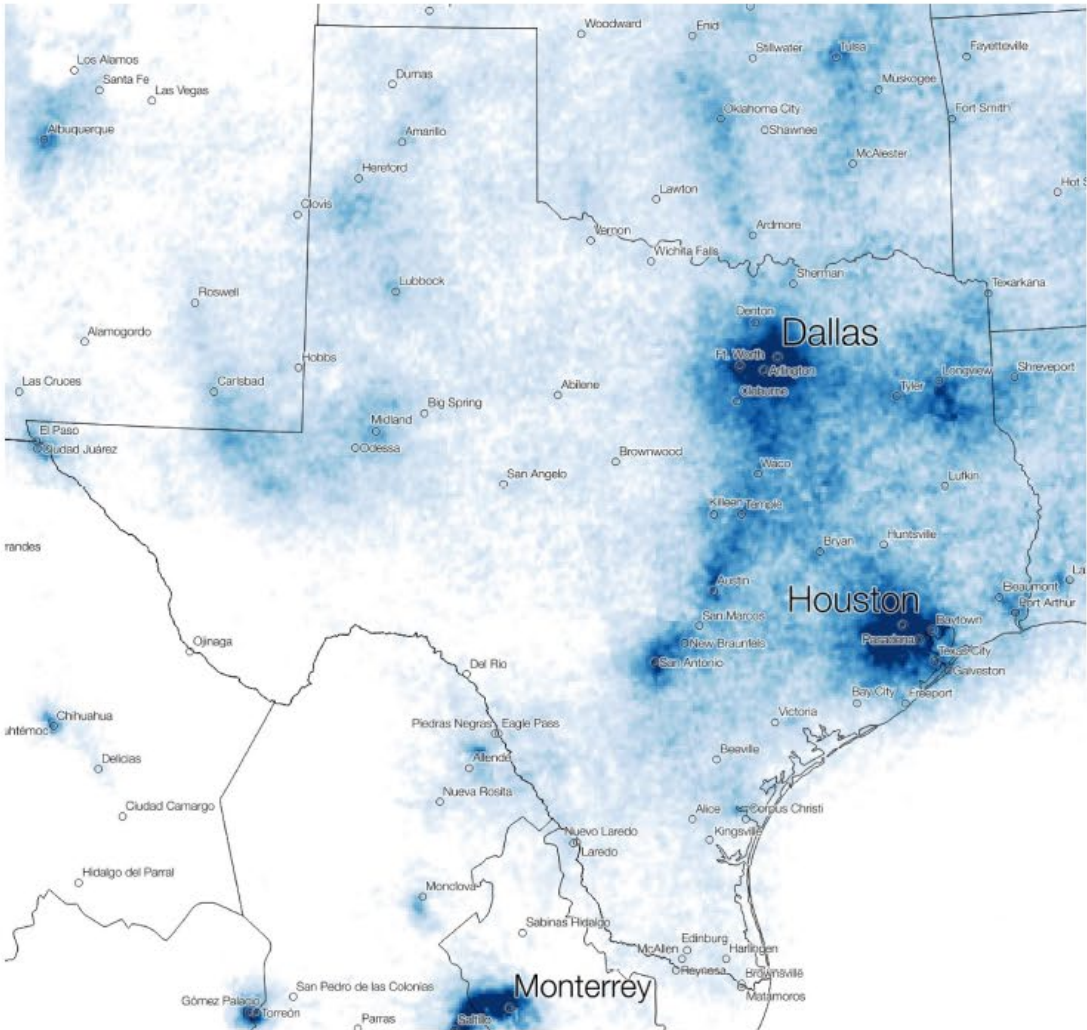 Woodward
Enid
Stillwater
Tulsa
Fayetteville
Los Alamos
Santa Fe
Las Vegas
Dumas
Muskogee
Oklahoma City
Fort Smith
Albuquerque
Amarillo
Shawnee
McAlester
Hereford
Hot S
Lawton
Clovis
Ardmore
Vernon
Wichita Falls
Sherman
Texarkana
Lubbock
Roswell
Denton
Dallas
Alamogordo
Ft. Worth
Hobbs
Arlington
Las Cruces
Carlsbad
Abilene
Cleburne
Tyler
Longview
Shreveport
Big Spring
Midland
El Paso
Ciudad Juárez
Odessa
Brownwood
Waco
San Angelo
Lufkin
Killeen
Temple
Bryan
Huntsville
randes
Austin
La
Beaumont
Houston
Port Arthur
San Marcos
Baytown
Pasadena
Ojinaga
New Braunfels
San Antonio
Texas City
Galveston
Del Rio
Bay City
Freeport
Chihuahua
uhtémoc
Piedras Negras
Eagle Pass
Victoria
Delicias
Allende
Beeville
Nueva Rosita
Ciudad Camargo
Alice
Corpus Christi
Nuevo Laredo
Kingsville
Laredo
Hidalgo del Parral
Monclova
Sabinas Hidalgo
Edinburg
McAllen
Harlingen
Reynosa
Brownsville
Monterrey
Matamoros
San Pedro de las Colonias
Gómez Palacio
Torreón
Saltillo
Parras